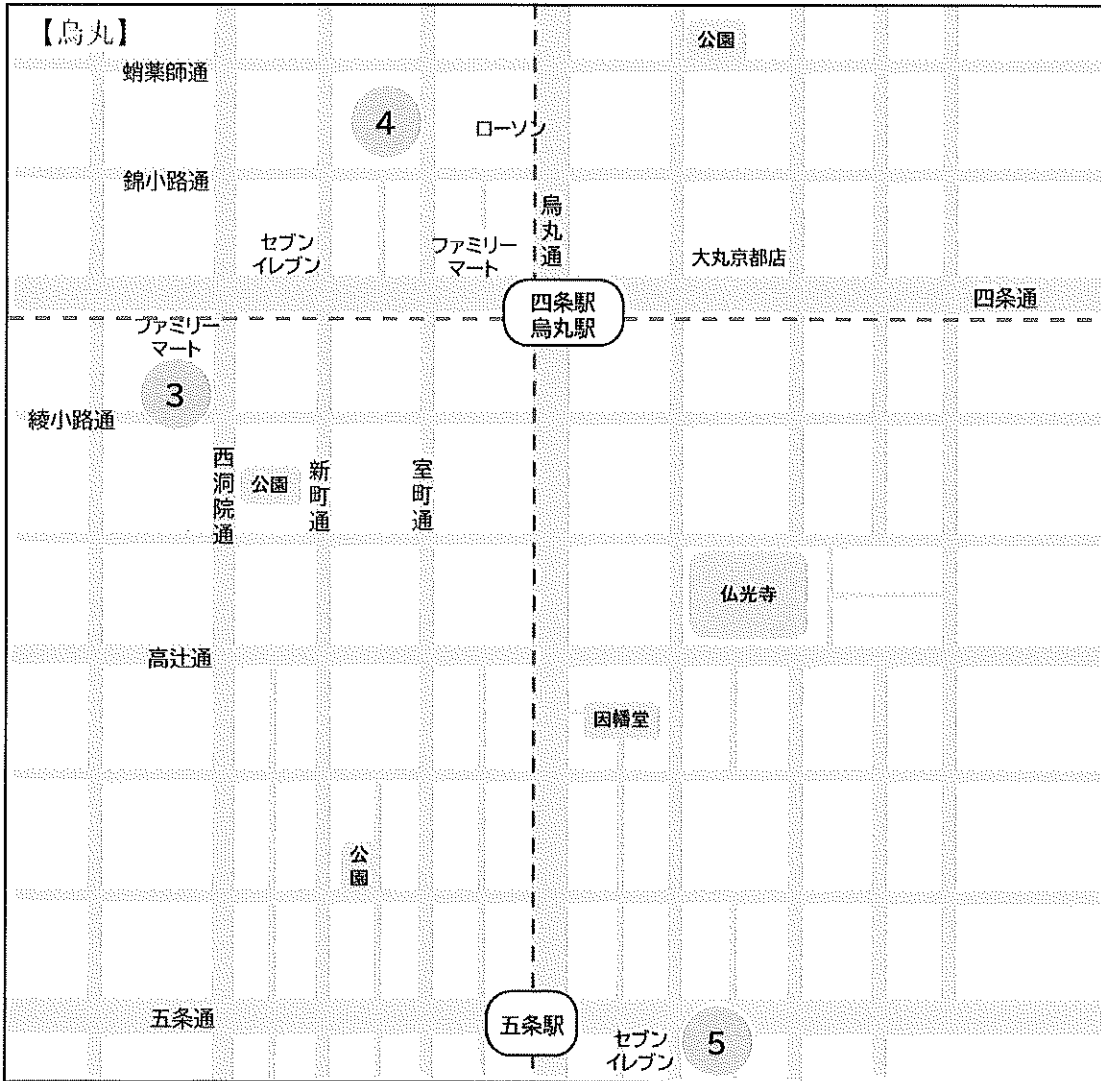 【烏丸】
公園
蛸薬師通
4
ローソン
錦小路通
烏丸通
セブン
イレブン
ファミリー
マート
大丸京都店
四条駅
烏丸駅
四条通
ファミリー
マート
3
綾小路通
西洞院通
公園
新町通
室町通
仏光寺
高辻通
因幡堂
公園
五条通
五条駅
セブン
イレブン
5